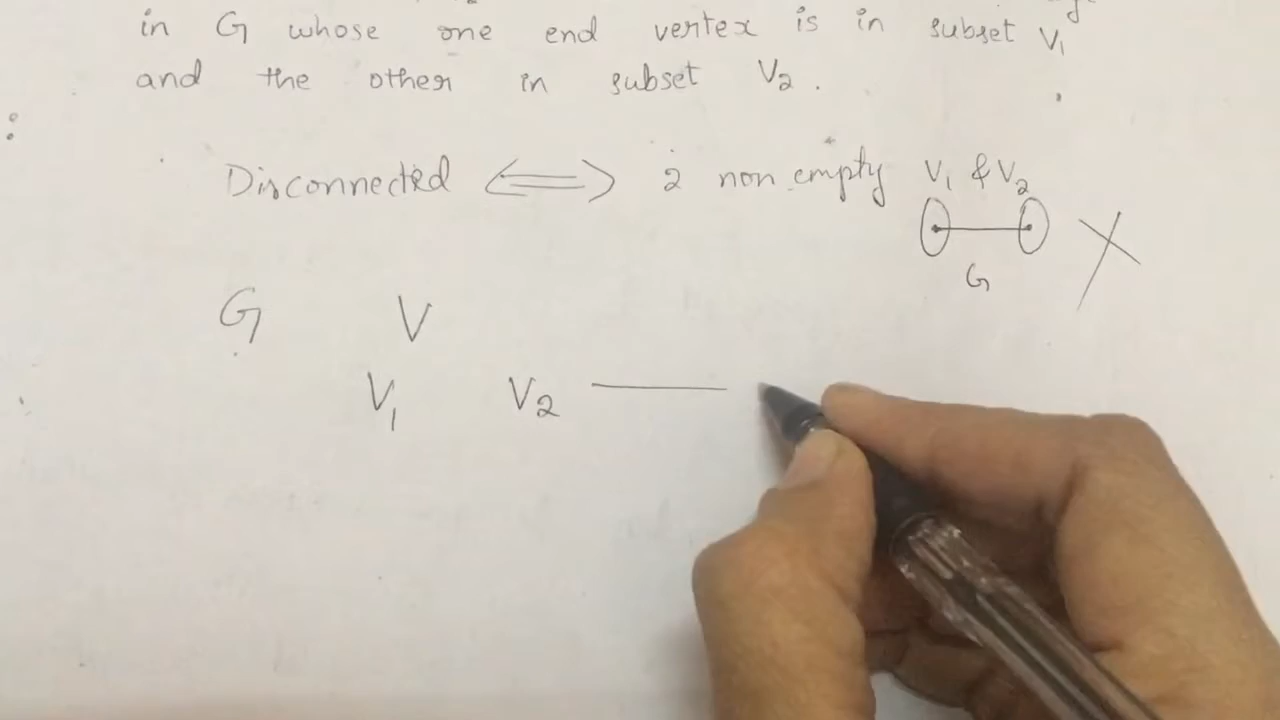 in G whose one end vertex is in subset V₁
and the other in subset V₂.
:
Disconnected ⟺ 2 non empty V₁ & V₂
G
G V
V₁ V₂